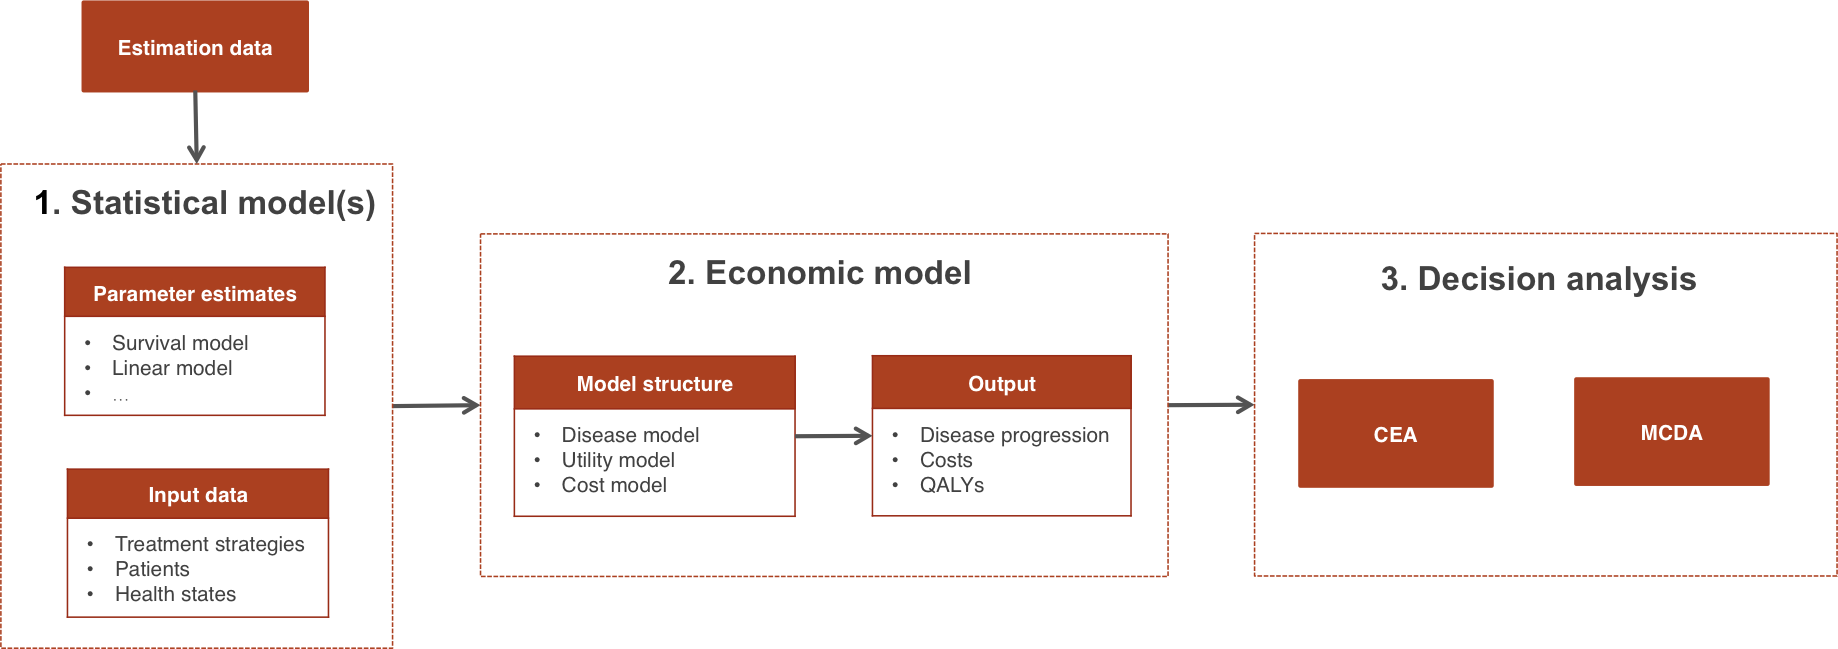 Estimation data
1. Statistical model(s)
Parameter estimates
• Survival model
• Linear model
• ...
Input data
• Treatment strategies
• Patients
• Health states
2. Economic model
Model structure
• Disease model
• Utility model
• Cost model
Output
• Disease progression
• Costs
• QALYs
3. Decision analysis
CEA
MCDA